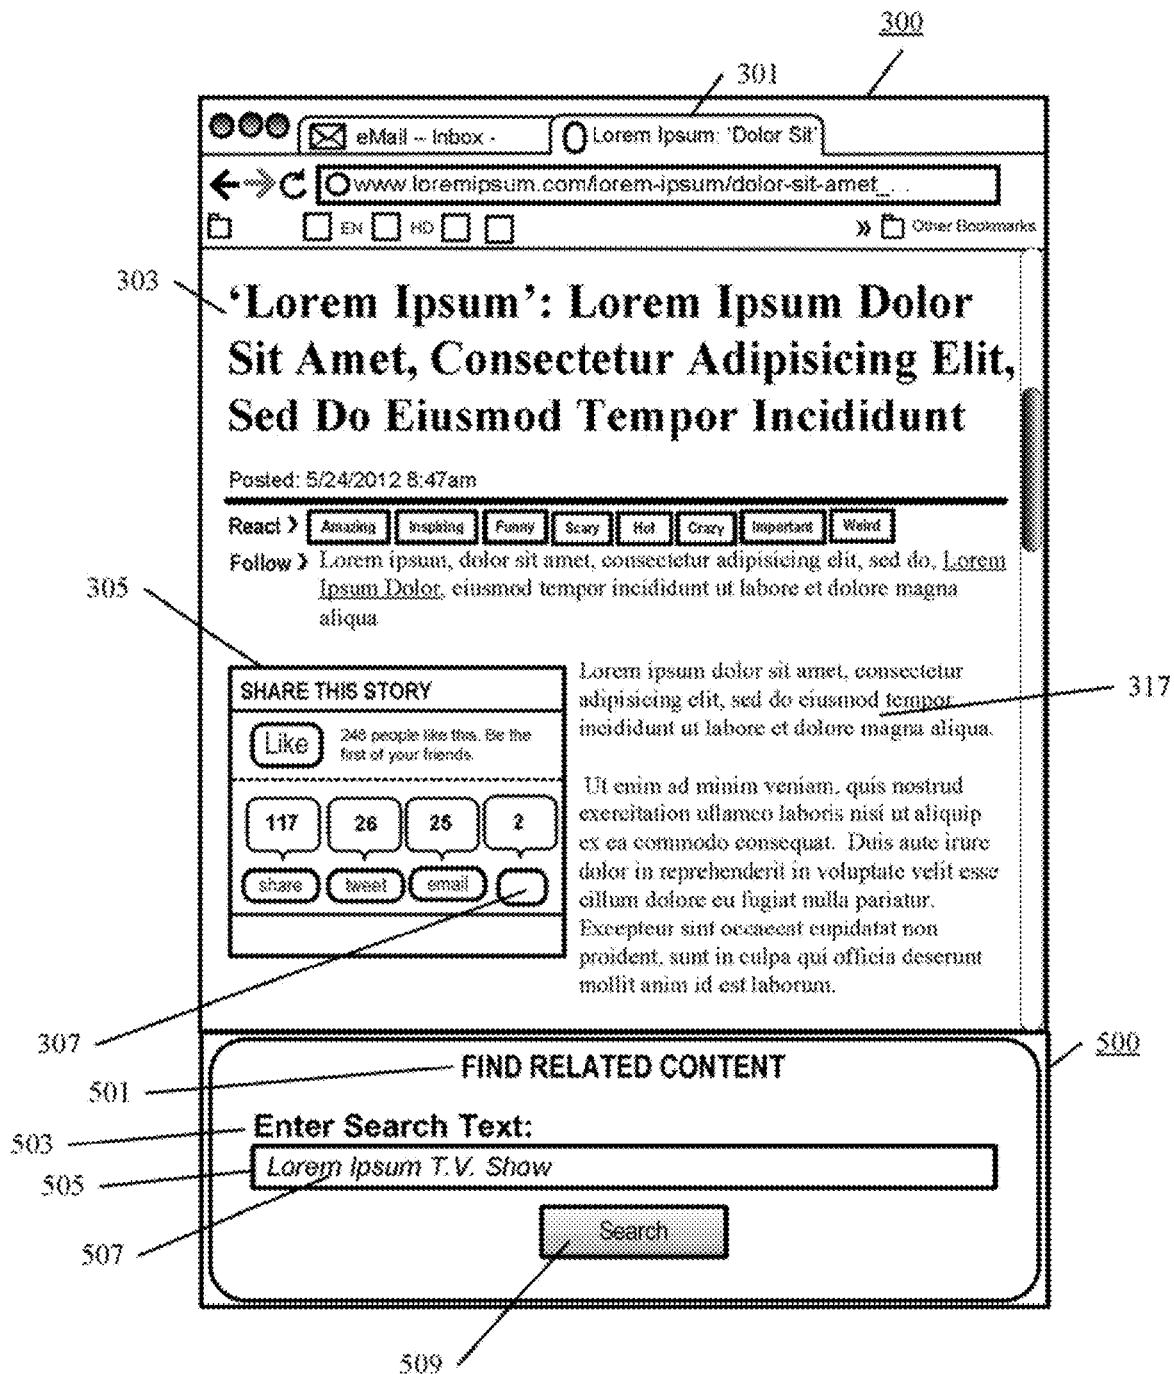 300
301
eMail – Inbox -
Lorem Ipsum: 'Dolor Sit'
www.loremipsum.com/lorem-ipsum/dolor-sit-amet_...
EN
HD
» Other Bookmarks
303
‘Lorem Ipsum’: Lorem Ipsum Dolor
Sit Amet, Consectetur Adipisicing Elit,
Sed Do Eiusmod Tempor Incididunt
Posted: 5/24/2012 8:47am
React > Amazing Inspiring Funny Scary Hot Crazy Important Weird
Follow > Lorem ipsum, dolor sit amet, consectetur adipisicing elit, sed do, Lorem
Ipsum Dolor, eiusmod tempor incididunt ut labore et dolore magna
aliqua
305
SHARE THIS STORY
Like
248 people like this. Be the
first of your friends.
117 26 25 2
share tweet email
Lorem ipsum dolor sit amet, consectetur
adipisicing elit, sed do eiusmod tempor
incididunt ut labore et dolore magna aliqua.
317
Ut enim ad minim veniam, quis nostrud
exercitation ullamco laboris nisi ut aliquip
ex ea commodo consequat. Duis aute irure
dolor in reprehenderit in voluptate velit esse
cillum dolore eu fugiat nulla pariatur.
Excepteur sint occaecat cupidatat non
proident, sunt in culpa qui officia deserunt
mollit anim id est laborum.
307
500
FIND RELATED CONTENT
501
Enter Search Text:
503
Lorem Ipsum T.V. Show
505
507
Search
509